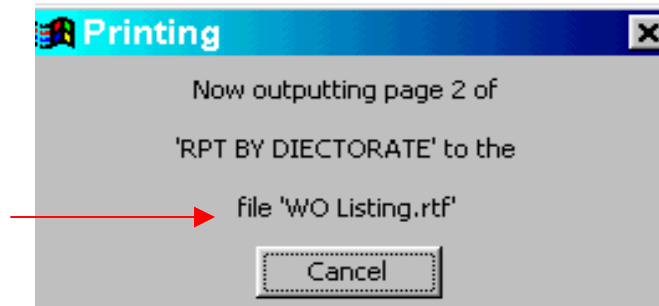 Printing
Now outputting page 2 of
'RPT BY DIECTORATE' to the
file 'WO Listing.rtf'
Cancel